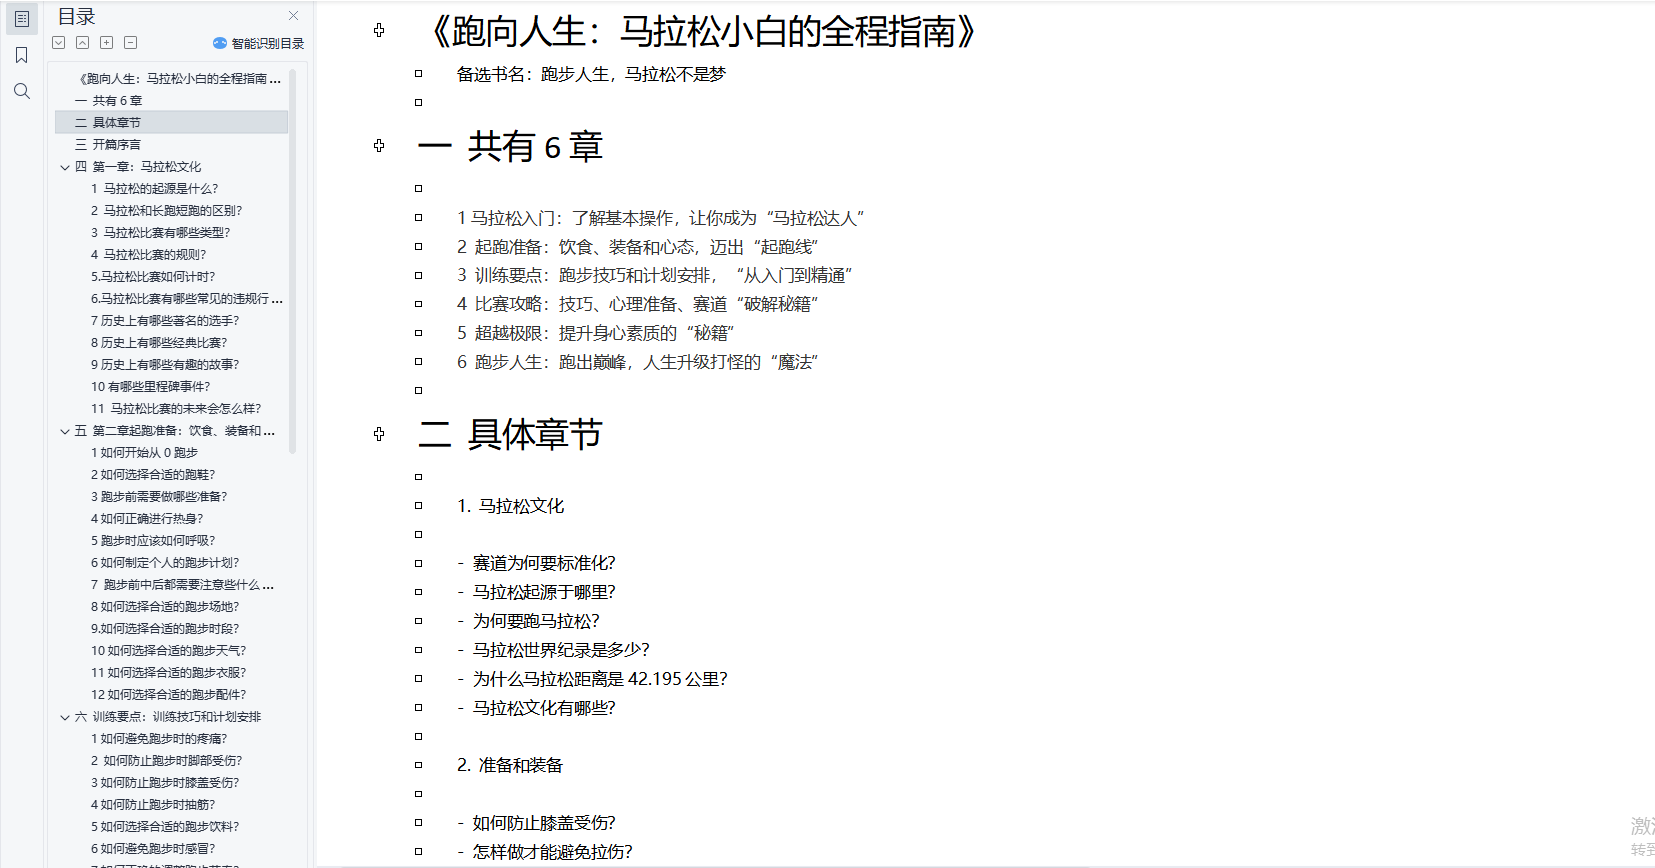 目录
智能识别目录
《跑向人生：马拉松小白的全程指南 ...
一 共有 6 章
二 具体章节
三 开篇序言
四 第一章：马拉松文化
1 马拉松的起源是什么？
2 马拉松和长跑短跑的区别？
3 马拉松比赛有哪些类型？
4 马拉松比赛的规则？
5.马拉松比赛如何计时？
6.马拉松比赛有哪些常见的违规行 ...
7 历史上有哪些著名的选手？
8 历史上有哪些经典比赛？
9 历史上有哪些有趣的故事？
10 有哪些里程碑事件？
11 马拉松比赛的未来会怎么样？
五 第二章起跑准备：饮食、装备和 ...
1 如何开始从 0 跑步
2 如何选择合适的跑鞋？
3 跑步前需要做哪些准备？
4 如何正确进行热身？
5 跑步时应该如何呼吸？
6 如何制定个人的跑步计划？
7 跑步前中后都需要注意些什么 ...
8 如何选择合适的跑步场地？
9.如何选择合适的跑步时段？
10 如何选择合适的跑步天气？
11 如何选择合适的跑步衣服？
12 如何选择合适的跑步配件？
六 训练要点：训练技巧和计划安排
1 如何避免跑步时的疼痛？
2 如何防止跑步时脚部受伤？
3 如何防止跑步时膝盖受伤？
4 如何防止跑步时抽筋？
5 如何选择合适的跑步饮料？
6 如何避免跑步时感冒？
《跑向人生：马拉松小白的全程指南》
备选书名：跑步人生，马拉松不是梦
一 共有 6 章
1 马拉松入门：了解基本操作，让你成为“马拉松达人”
2 起跑准备：饮食、装备和心态，迈出“起跑线”
3 训练要点：跑步技巧和计划安排，“从入门到精通”
4 比赛攻略：技巧、心理准备、赛道“破解秘籍”
5 超越极限：提升身心素质的“秘籍”
6 跑步人生：跑出巅峰，人生升级打怪的“魔法”
二 具体章节
1. 马拉松文化
- 赛道为何要标准化？
- 马拉松起源于哪里？
- 为何要跑马拉松？
- 马拉松世界纪录是多少？
- 为什么马拉松距离是 42.195 公里？
- 马拉松文化有哪些？
2. 准备和装备
- 如何防止膝盖受伤？
- 怎样做才能避免拉伤？
转到